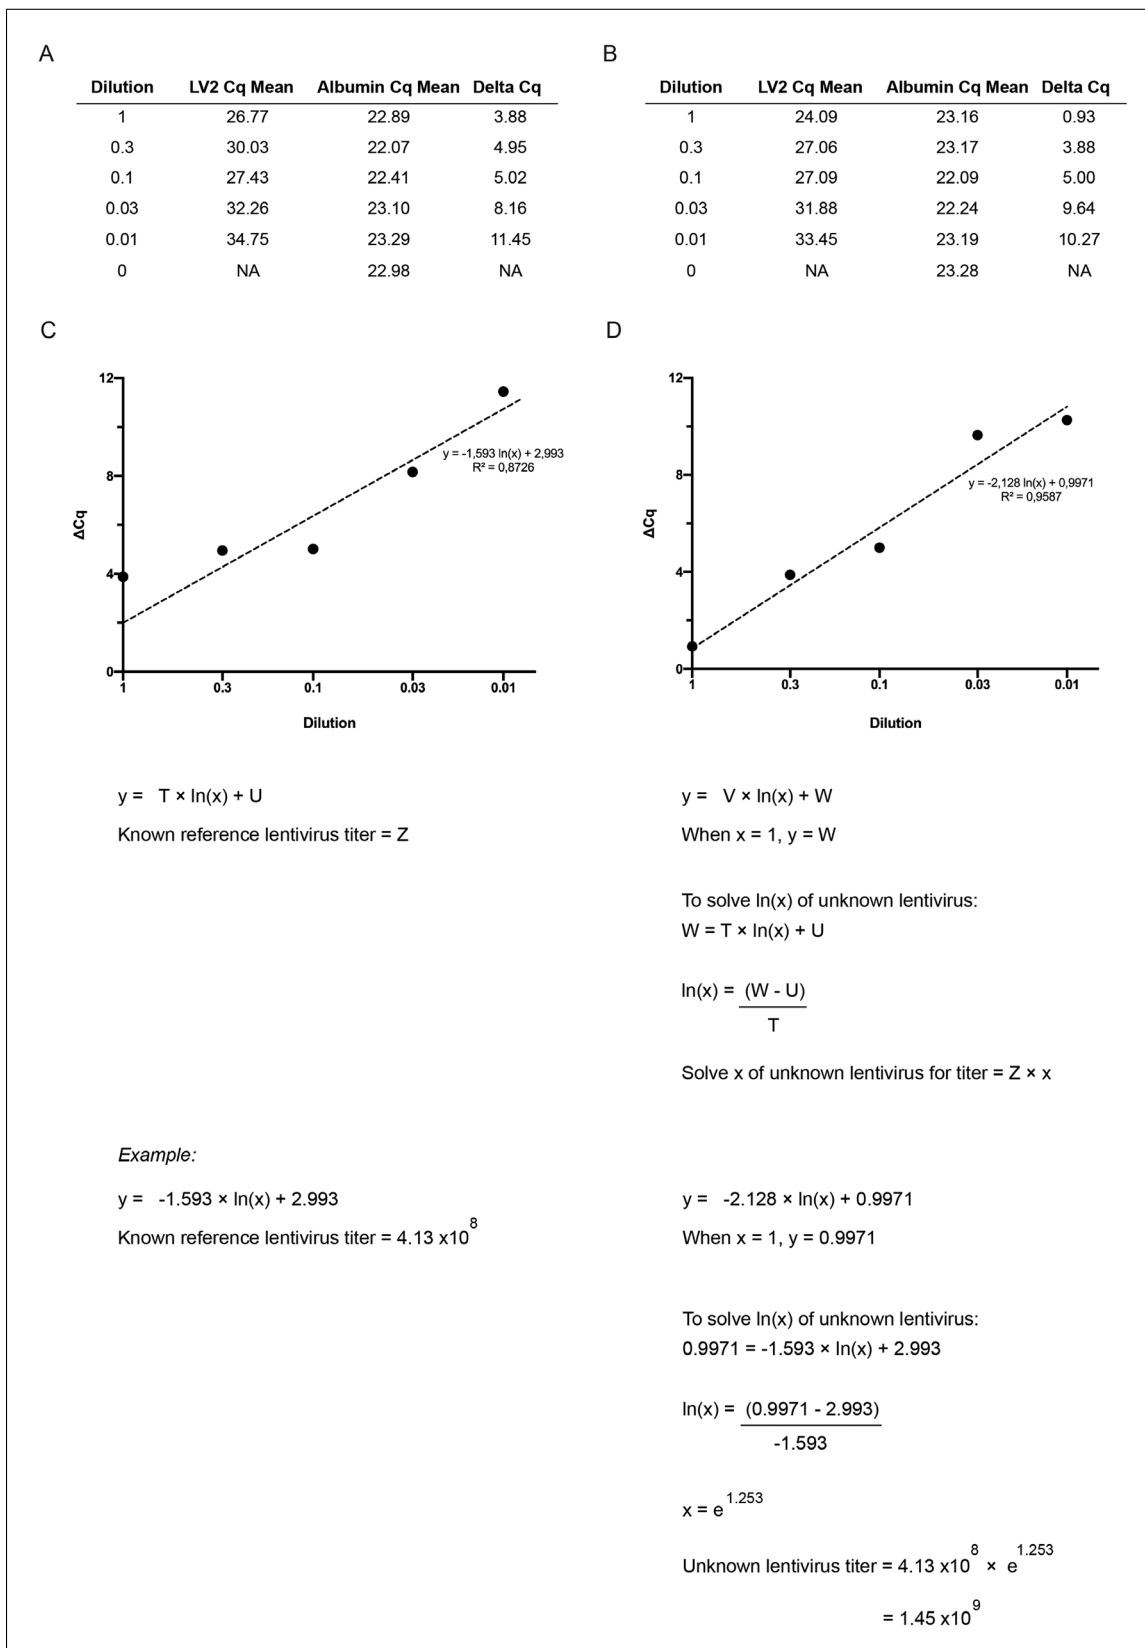 A
Dilution LV2 Cq Mean Albumin Cq Mean Delta Cq
1 26.77 22.89 3.88
0.3 30.03 22.07 4.95
0.1 27.43 22.41 5.02
0.03 32.26 23.10 8.16
0.01 34.75 23.29 11.45
0 NA 22.98 NA
B
Dilution LV2 Cq Mean Albumin Cq Mean Delta Cq
1 24.09 23.16 0.93
0.3 27.06 23.17 3.88
0.1 27.09 22.09 5.00
0.03 31.88 22.24 9.64
0.01 33.45 23.19 10.27
0 NA 23.28 NA
C
12
8
4
0
ΔCq
y = -1,593 ln(x) + 2,993
R² = 0,8726
1 0.3 0.1 0.03 0.01
Dilution
D
12
8
4
0
ΔCq
y = -2,128 ln(x) + 0,9971
R² = 0,9587
1 0.3 0.1 0.03 0.01
Dilution
y = T × ln(x) + U
Known reference lentivirus titer = Z
y = V × ln(x) + W
When x = 1, y = W
To solve ln(x) of unknown lentivirus:
W = T × ln(x) + U
ln(x) = (W - U)
T
Solve x of unknown lentivirus for titer = Z × x
Example:
y = -1.593 × ln(x) + 2.993
Known reference lentivirus titer = 4.13 x10⁸
y = -2.128 × ln(x) + 0.9971
When x = 1, y = 0.9971
To solve ln(x) of unknown lentivirus:
0.9971 = -1.593 × ln(x) + 2.993
ln(x) = (0.9971 - 2.993)
-1.593
x = e^1.253
Unknown lentivirus titer = 4.13 x10⁸ × e^1.253
= 1.45 x10⁹